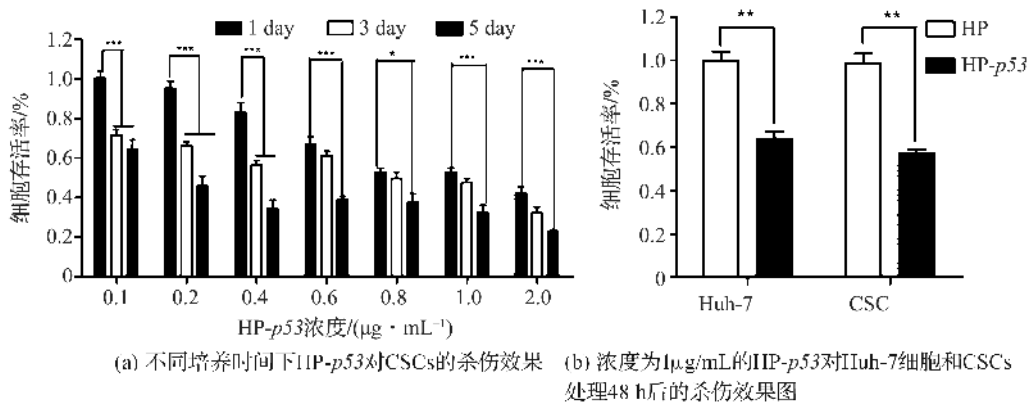 1 day 3 day 5 day
细胞存活率/%
1.2
1.0
0.8
0.6
0.4
0.2
0
*** *** *** *** * *** ***
0.1 0.2 0.4 0.6 0.8 1.0 2.0
HP-p53浓度/(μg·mL⁻¹)
(a) 不同培养时间下HP-p53对CSCs的杀伤效果
HP
HP-p53
细胞存活率/%
1.2
1.0
0.8
0.6
0.4
0.2
0
** **
Huh-7 CSC
(b) 浓度为1μg/mL的HP-p53对Huh-7细胞和CSCs
处理48 h后的杀伤效果图